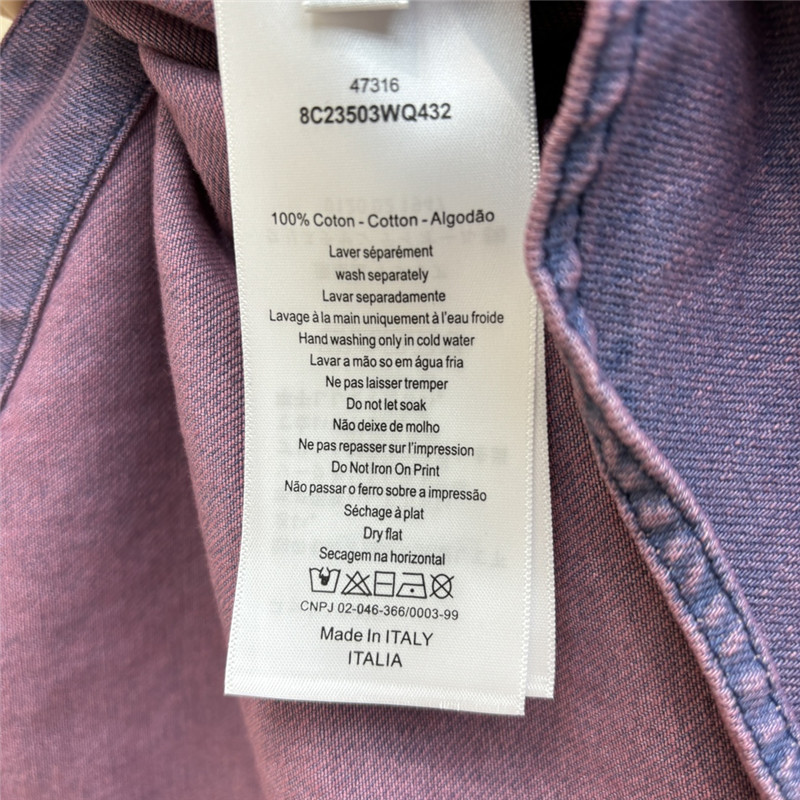 47316
8C23503WQ432
100% Coton - Cotton - Algodão
Laver séparément
wash separately
Lavar separadamente
Lavage à la main uniquement à l'eau froide
Hand washing only in cold water
Lavar a mão so em água fria
Ne pas laisser tremper
Do not let soak
Não deixe de molho
Ne pas repasser sur l'impression
Do Not Iron On Print
Não passar o ferro sobre a impressão
Séchage à plat
Dry flat
Secagem na horizontal
CNPJ 02-046-366/0003-99
Made In ITALY
ITALIA